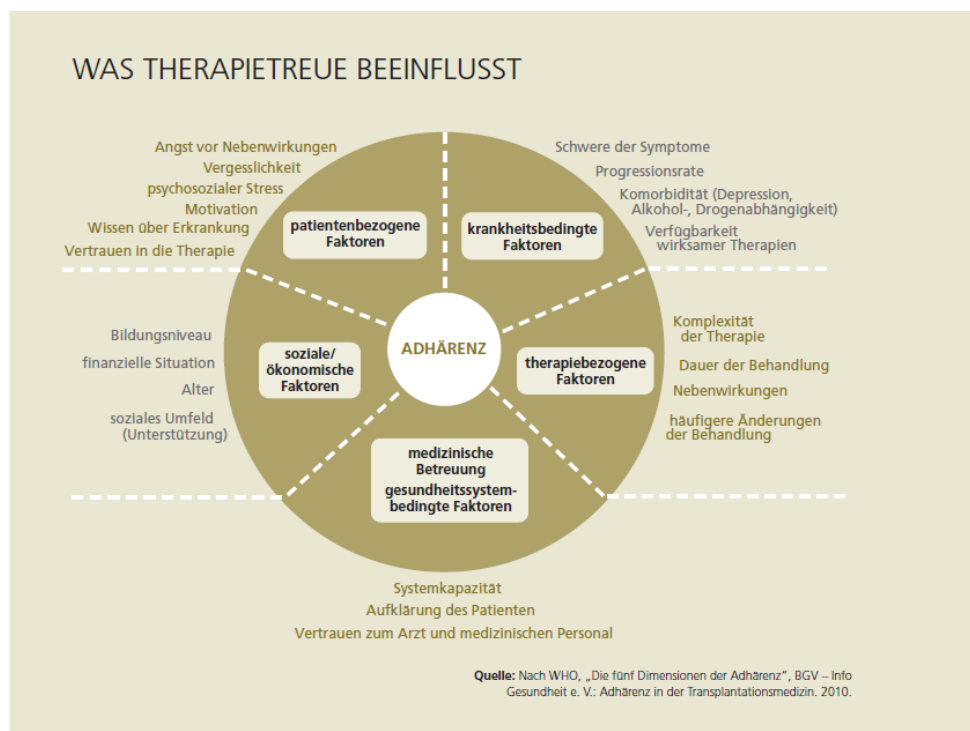 WAS THERAPIETREUE BEEINFLUSST
Angst vor Nebenwirkungen
Vergesslichkeit
psychosozialer Stress
Motivation
Wissen über Erkrankung
Vertrauen in die Therapie
patientenbezogene
Faktoren
Schwere der Symptome
Progressionsrate
Komorbidität (Depression,
Alkohol-, Drogenabhängigkeit)
Verfügbarkeit
wirksamer Therapien
krankheitsbedingte
Faktoren
Bildungsniveau
finanzielle Situation
Alter
soziales Umfeld
(Unterstützung)
soziale/
ökonomische
Faktoren
ADHÄRENZ
therapiebezogene
Faktoren
Komplexität
der Therapie
Dauer der Behandlung
Nebenwirkungen
häufigere Änderungen
der Behandlung
medizinische
Betreuung
gesundheitssystem-
bedingte Faktoren
Systemkapazität
Aufklärung des Patienten
Vertrauen zum Arzt und medizinischen Personal
Quelle: Nach WHO, „Die fünf Dimensionen der Adhärenz“, BGV – Info
Gesundheit e. V.: Adhärenz in der Transplantationsmedizin. 2010.